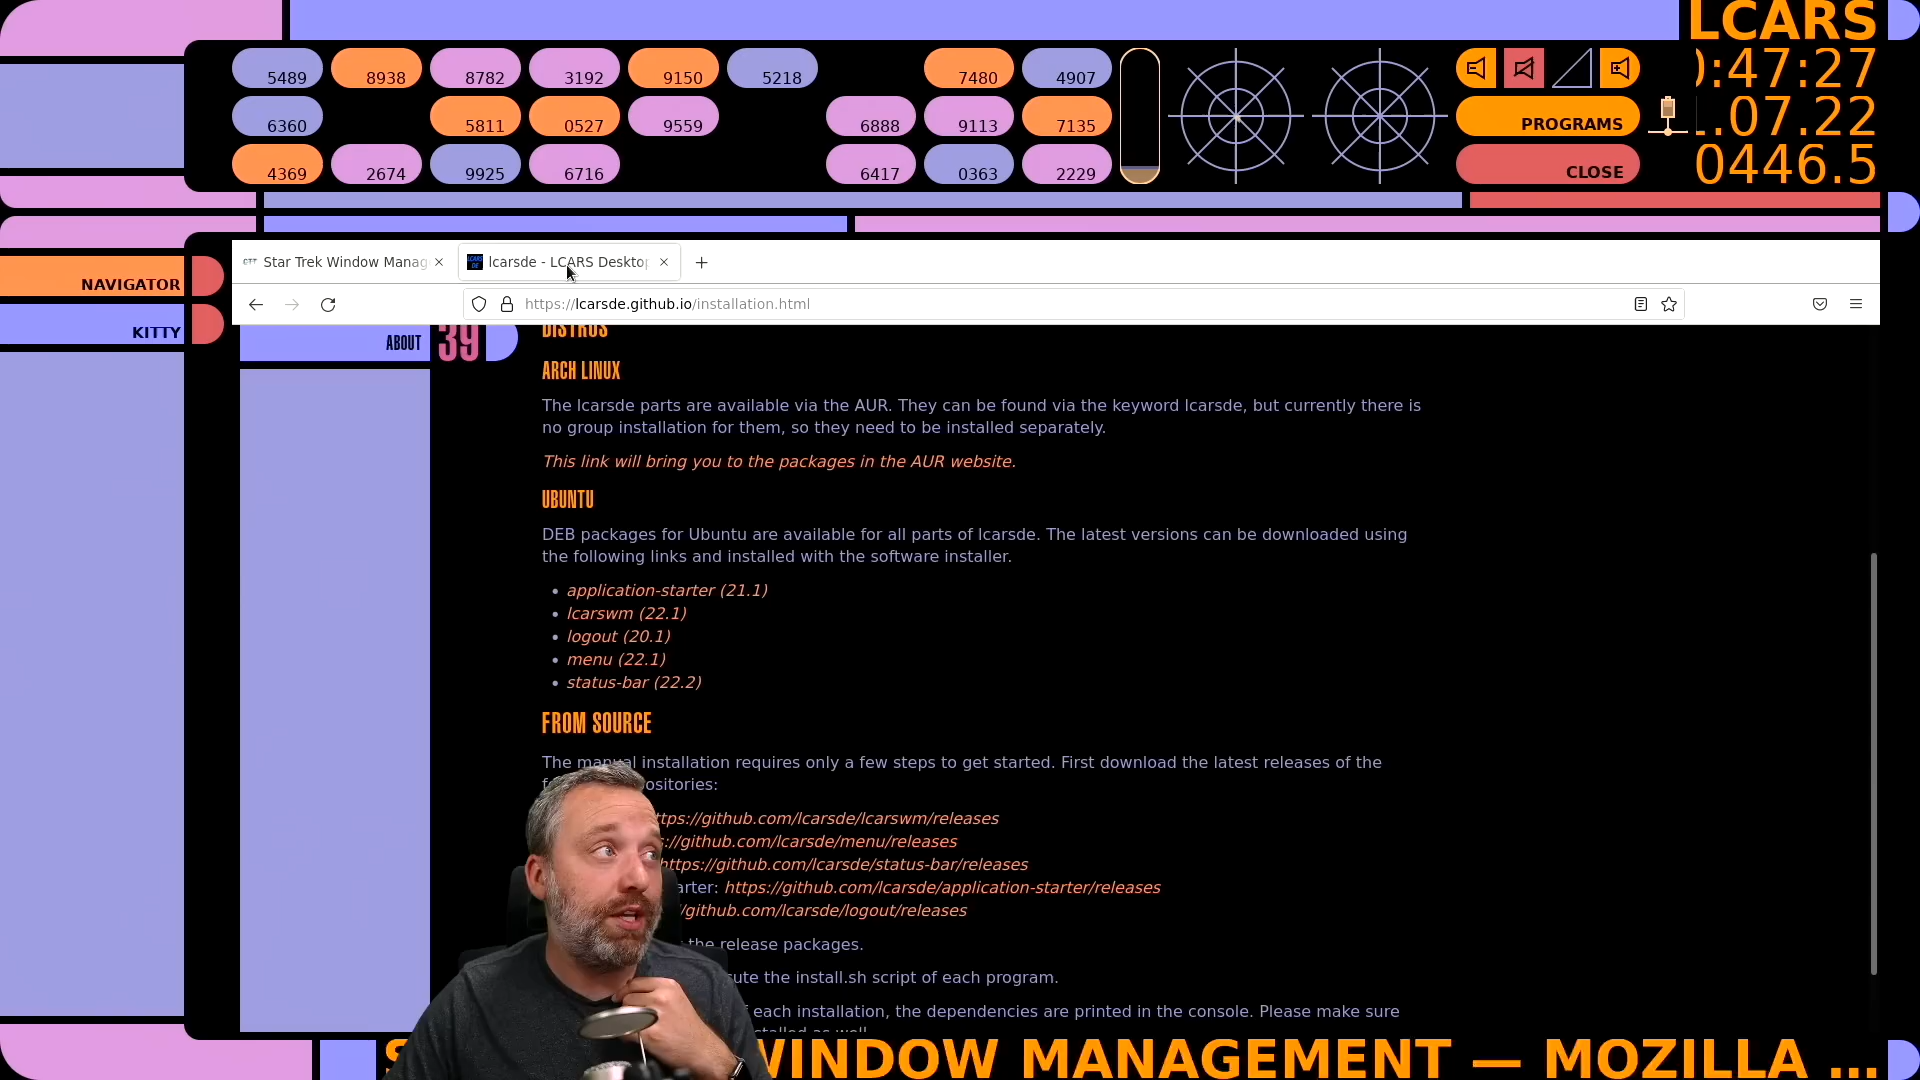 LCARS
5489 8938 8782 3192 9150 5218 7480 4907
:47:27
6360 5811 0527 9559 6888 9113 7135
PROGRAMS
.07.22
4369 2674 9925 6716 6417 0363 2229
CLOSE
0446.5
NAVIGATOR
KITTY
Star Trek Window Manag
lcarsde - LCARS Deskto
https://lcarsde.github.io/installation.html
ABOUT
39
DISTROS
ARCH LINUX
The lcarsde parts are available via the AUR. They can be found via the keyword lcarsde, but currently there is
no group installation for them, so they need to be installed separately.
This link will bring you to the packages in the AUR website.
UBUNTU
DEB packages for Ubuntu are available for all parts of lcarsde. The latest versions can be downloaded using
the following links and installed with the software installer.
• application-starter (21.1)
• lcarswm (22.1)
• logout (20.1)
• menu (22.1)
• status-bar (22.2)
FROM SOURCE
The manual installation requires only a few steps to get started. First download the latest releases of the
ositories:
ttps://github.com/lcarsde/lcarswm/releases
s://github.com/lcarsde/menu/releases
https://github.com/lcarsde/status-bar/releases
arter: https://github.com/lcarsde/application-starter/releases
/github.com/lcarsde/logout/releases
the release packages.
cute the install.sh script of each program.
f each installation, the dependencies are printed in the console. Please make sure
stalled as well.
WINDOW MANAGEMENT — MOZILLA ...